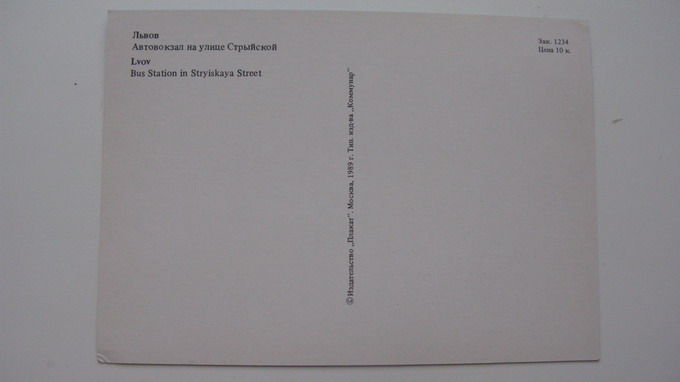 Львов
Автовокзал на улице Стрыйской
Lvov
Bus Station in Stryiskaya Street
Зак. 1234
Цена 10 к.
© Издательство „Плакат“. Москва, 1989 г. Тип. изд-ва „Коммунар“